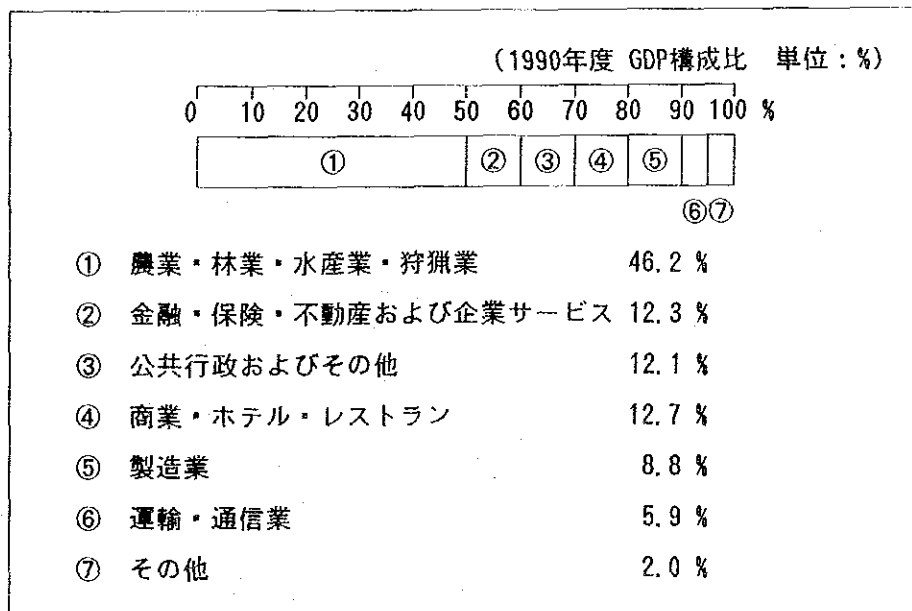 (1990年度 GDP構成比 単位:%)
0 10 20 30 40 50 60 70 80 90 100 %
① ② ③ ④ ⑤
⑥⑦
① 農業・林業・水産業・狩猟業 46.2 %
② 金融・保険・不動産および企業サービス 12.3 %
③ 公共行政およびその他 12.1 %
④ 商業・ホテル・レストラン 12.7 %
⑤ 製造業 8.8 %
⑥ 運輸・通信業 5.9 %
⑦ その他 2.0 %